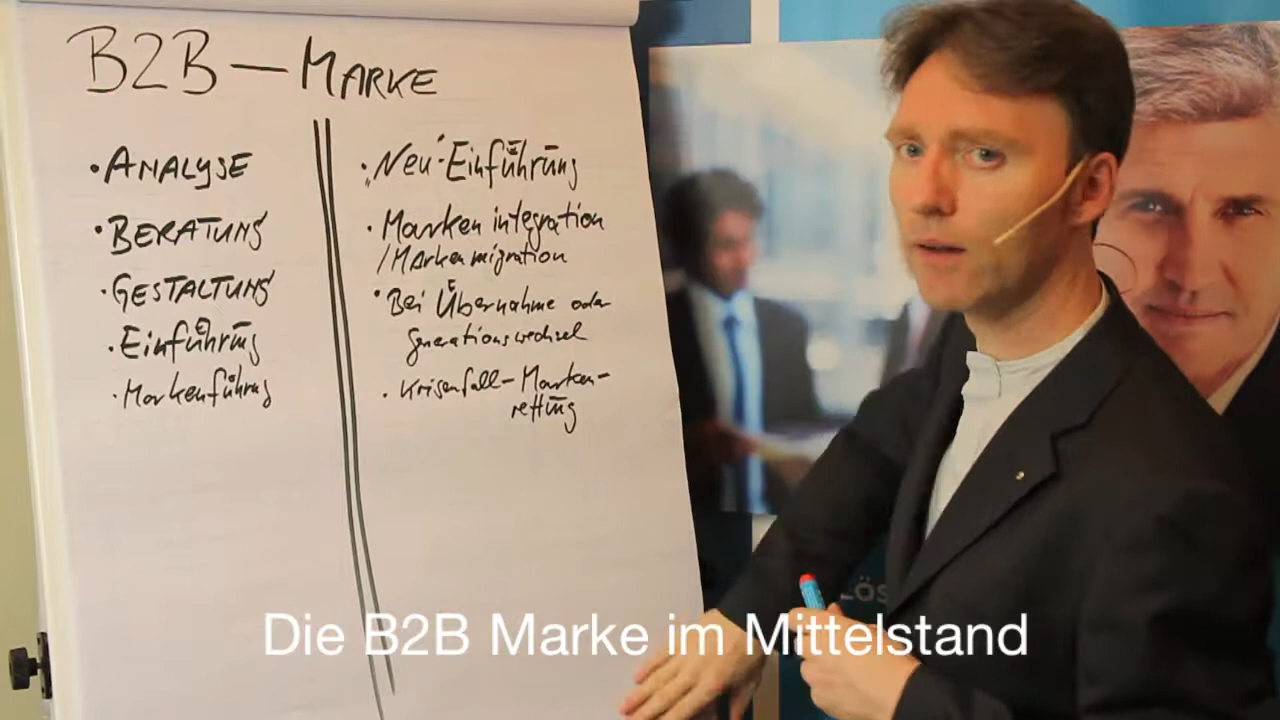 B2B – MARKE
• ANALYSE
• BERATUNG
• GESTALTUNG
• Einführung
• Markenführung
• Neu-Einführung
• Markenintegration
/Markenmigration
• Bei Übernahme oder
Generationswechsel
• Krisenfall-Marken-
rettung
LÖS
Die B2B Marke im Mittelstand